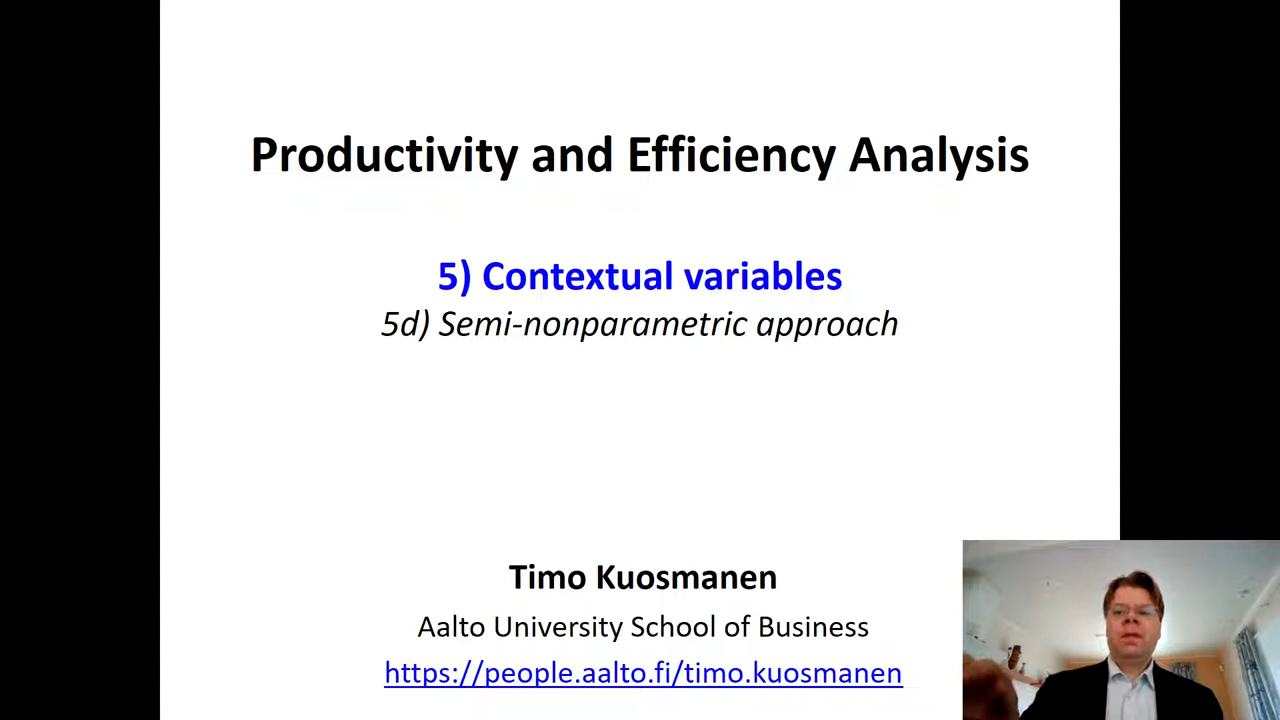 Productivity and Efficiency Analysis
5) Contextual variables
5d) Semi-nonparametric approach
Timo Kuosmanen
Aalto University School of Business
https://people.aalto.fi/timo.kuosmanen